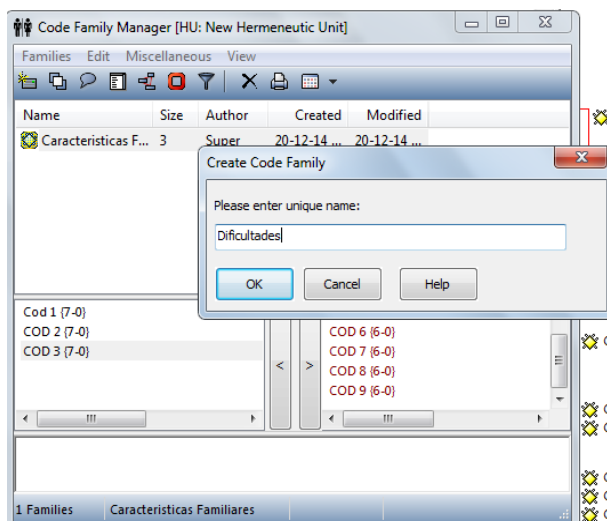 Code Family Manager [HU: New Hermeneutic Unit]
Families Edit Miscellaneous View
Name Size Author Created Modified
Caracteristicas F... 3 Super 20-12-14 ... 20-12-14 ...
Create Code Family
Please enter unique name:
Dificultades
OK Cancel Help
Cod 1 {7-0}
COD 2 {7-0}
COD 3 {7-0}
< >
COD 6 {6-0}
COD 7 {6-0}
COD 8 {6-0}
COD 9 {6-0}
1 Families Caracteristicas Familiares